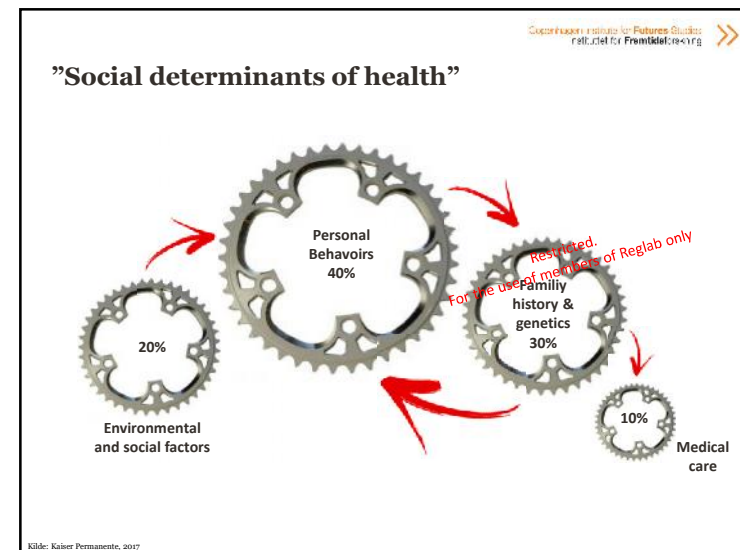 Copenhagen Institute for Futures Studies
Instituttet for Fremtidsforskning
”Social determinants of health”
Personal
Behavoirs
40%
Restricted.
For the use of members of Reglab only
Familiy
history &
genetics
30%
20%
Environmental
and social factors
10%
Medical
care
Kilde: Kaiser Permanente, 2017